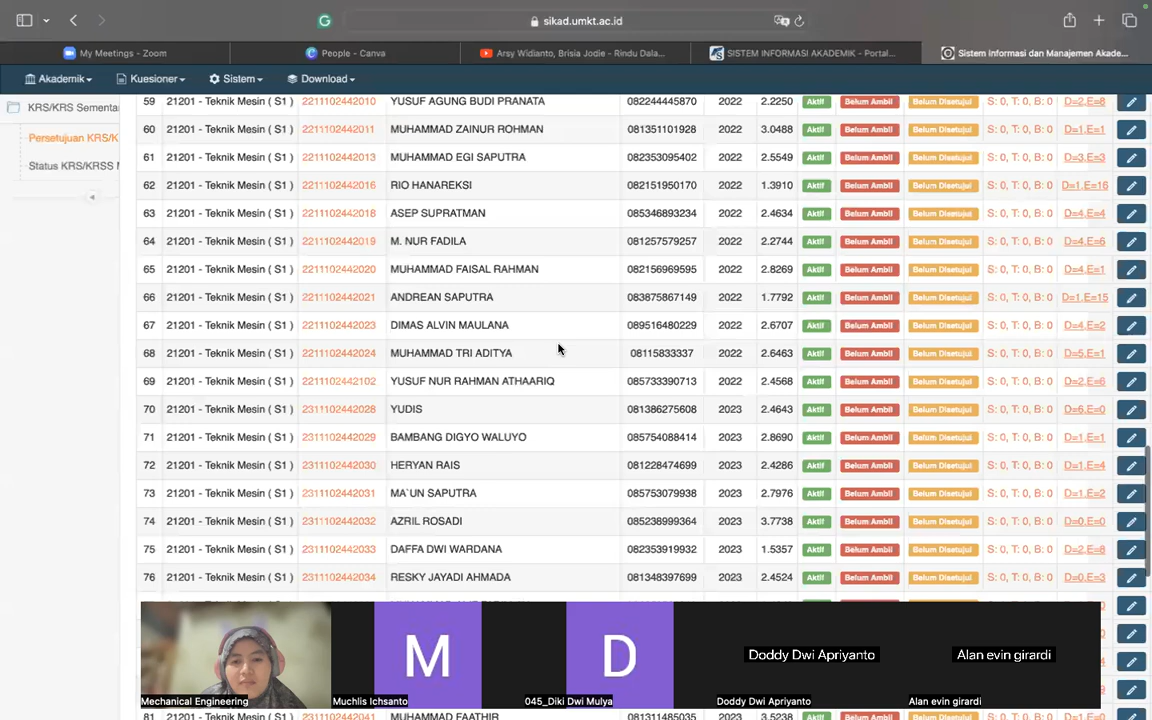 sikad.umkt.ac.id
My Meetings - Zoom
People - Canva
Arsy Widianto, Brisia Jodie - Rindu Dala...
SISTEM INFORMASI AKADEMIK - Portal...
Sistem Informasi dan Manajemen Akade...
Akademik Kuesioner Sistem Download
KRS/KRS Sementa
Persetujuan KRS/K
Status KRS/KRSS M
59 21201 - Teknik Mesin ( S1 ) 2211102442010 YUSUF AGUNG BUDI PRANATA 082244445870 2022 2.2250 Aktif Belum Ambil Belum Disetujui S: 0, T: 0, B: 0 D=2,E=8
60 21201 - Teknik Mesin ( S1 ) 2211102442011 MUHAMMAD ZAINUR ROHMAN 081351101928 2022 3.0488 Aktif Belum Ambil Belum Disetujui S: 0, T: 0, B: 0 D=1,E=1
61 21201 - Teknik Mesin ( S1 ) 2211102442013 MUHAMMAD EGI SAPUTRA 082353095402 2022 2.5549 Aktif Belum Ambil Belum Disetujui S: 0, T: 0, B: 0 D=3,E=3
62 21201 - Teknik Mesin ( S1 ) 2211102442016 RIO HANAREKSI 082151950170 2022 1.3910 Aktif Belum Ambil Belum Disetujui S: 0, T: 0, B: 0 D=1,E=16
63 21201 - Teknik Mesin ( S1 ) 2211102442018 ASEP SUPRATMAN 085346893234 2022 2.4634 Aktif Belum Ambil Belum Disetujui S: 0, T: 0, B: 0 D=4,E=4
64 21201 - Teknik Mesin ( S1 ) 2211102442019 M. NUR FADILA 081257579257 2022 2.2744 Aktif Belum Ambil Belum Disetujui S: 0, T: 0, B: 0 D=4,E=6
65 21201 - Teknik Mesin ( S1 ) 2211102442020 MUHAMMAD FAISAL RAHMAN 082156969595 2022 2.8269 Aktif Belum Ambil Belum Disetujui S: 0, T: 0, B: 0 D=4,E=1
66 21201 - Teknik Mesin ( S1 ) 2211102442021 ANDREAN SAPUTRA 083875867149 2022 1.7792 Aktif Belum Ambil Belum Disetujui S: 0, T: 0, B: 0 D=1,E=15
67 21201 - Teknik Mesin ( S1 ) 2211102442023 DIMAS ALVIN MAULANA 089516480229 2022 2.6707 Aktif Belum Ambil Belum Disetujui S: 0, T: 0, B: 0 D=4,E=2
68 21201 - Teknik Mesin ( S1 ) 2211102442024 MUHAMMAD TRI ADITYA 08115833337 2022 2.6463 Aktif Belum Ambil Belum Disetujui S: 0, T: 0, B: 0 D=5,E=1
69 21201 - Teknik Mesin ( S1 ) 2211102442102 YUSUF NUR RAHMAN ATHAARIQ 085733390713 2022 2.4568 Aktif Belum Ambil Belum Disetujui S: 0, T: 0, B: 0 D=2,E=6
70 21201 - Teknik Mesin ( S1 ) 2311102442028 YUDIS 081386275608 2023 2.4643 Aktif Belum Ambil Belum Disetujui S: 0, T: 0, B: 0 D=6,E=0
71 21201 - Teknik Mesin ( S1 ) 2311102442029 BAMBANG DIGYO WALUYO 085754088414 2023 2.8690 Aktif Belum Ambil Belum Disetujui S: 0, T: 0, B: 0 D=1,E=1
72 21201 - Teknik Mesin ( S1 ) 2311102442030 HERYAN RAIS 081228474699 2023 2.4286 Aktif Belum Ambil Belum Disetujui S: 0, T: 0, B: 0 D=1,E=4
73 21201 - Teknik Mesin ( S1 ) 2311102442031 MA`UN SAPUTRA 085753079938 2023 2.7976 Aktif Belum Ambil Belum Disetujui S: 0, T: 0, B: 0 D=1,E=2
74 21201 - Teknik Mesin ( S1 ) 2311102442032 AZRIL ROSADI 085238999364 2023 3.7738 Aktif Belum Ambil Belum Disetujui S: 0, T: 0, B: 0 D=0,E=0
75 21201 - Teknik Mesin ( S1 ) 2311102442033 DAFFA DWI WARDANA 082353919932 2023 1.5357 Aktif Belum Ambil Belum Disetujui S: 0, T: 0, B: 0 D=2,E=8
76 21201 - Teknik Mesin ( S1 ) 2311102442034 RESKY JAYADI AHMADA 081348397699 2023 2.4524 Aktif Belum Ambil Belum Disetujui S: 0, T: 0, B: 0 D=0,E=3
M D Doddy Dwi Apriyanto Alan evin girardi
Mechanical Engineering Muchlis Ichsanto 045_Diki Dwi Mulya Doddy Dwi Apriyanto Alan evin girardi
81 MUHAMMAD FAATHIR 081311485035 2023 3.5238